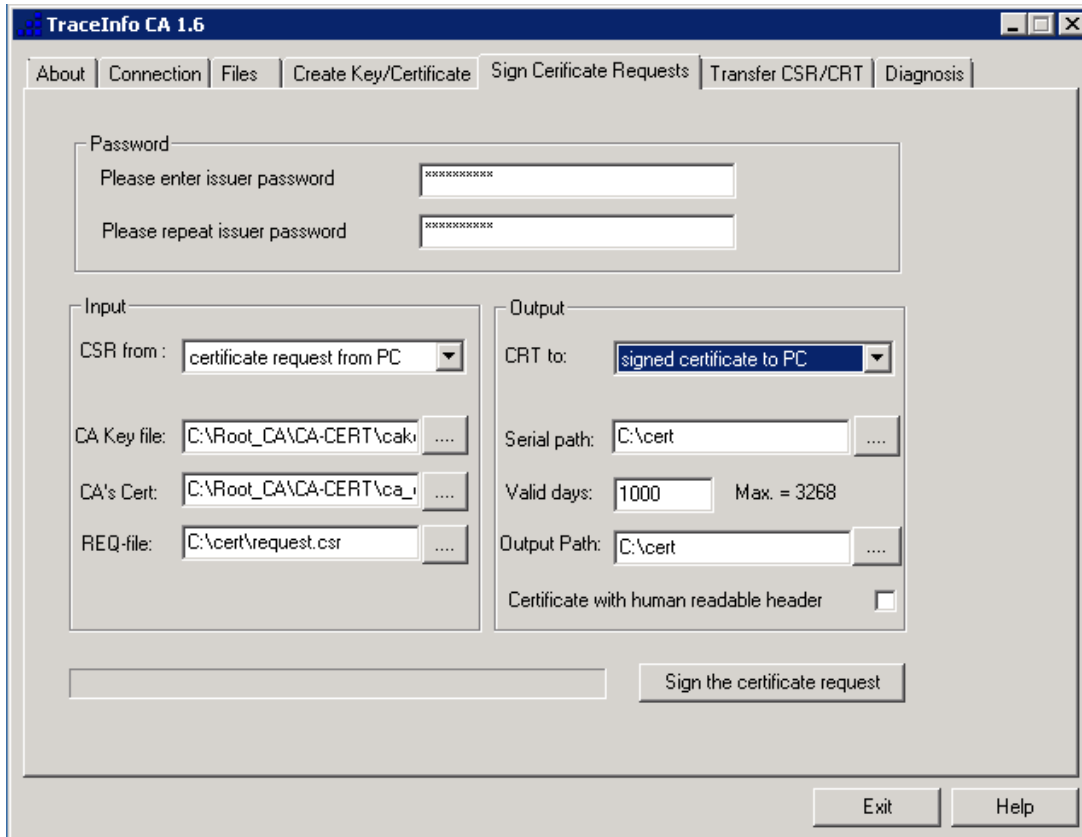 TraceInfo CA 1.6
About Connection Files Create Key/Certificate Sign Cerificate Requests Transfer CSR/CRT Diagnosis
Password
Please enter issuer password **********
Please repeat issuer password **********
Input
CSR from : certificate request from PC
CA Key file: C:\Root_CA\CA-CERT\cak ....
CA's Cert: C:\Root_CA\CA-CERT\ca_ ....
REQ-file: C:\cert\request.csr ....
Output
CRT to: signed certificate to PC
Serial path: C:\cert ....
Valid days: 1000 Max. = 3268
Output Path: C:\cert ....
Certificate with human readable header
Sign the certificate request
Exit Help